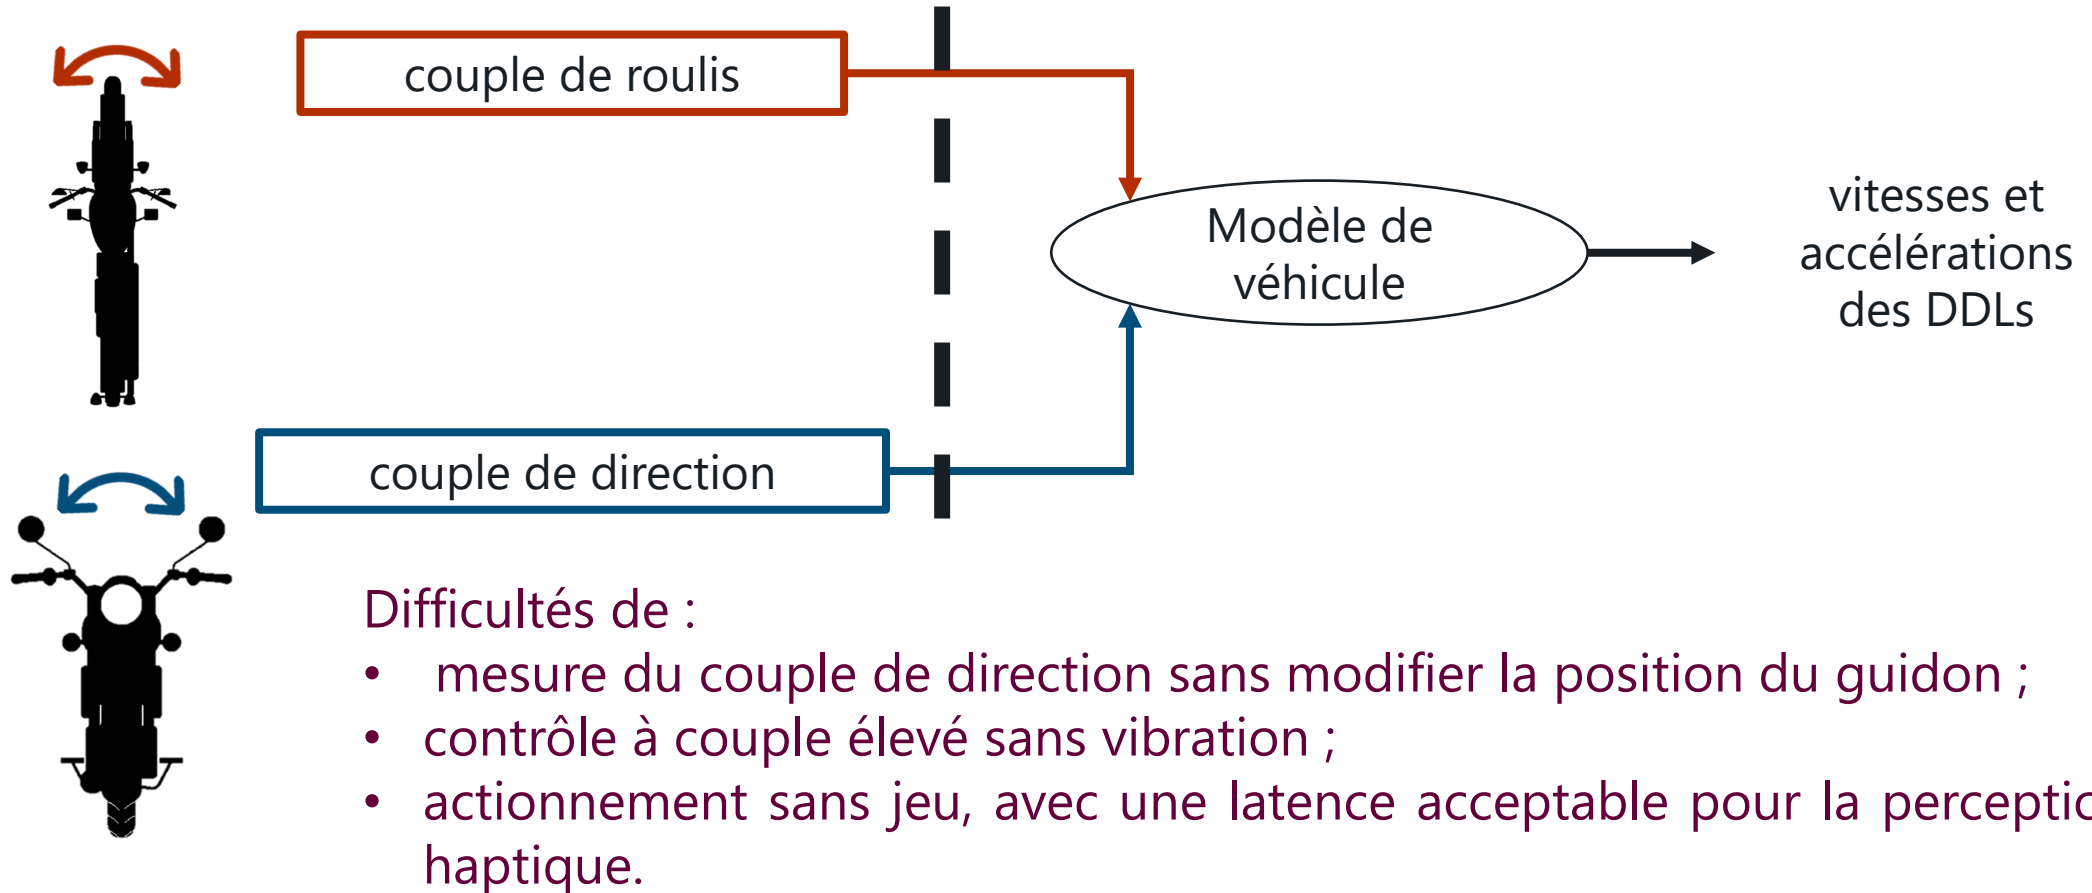 couple de roulis
Modèle de
véhicule
vitesses et
accélérations
des DDLs
couple de direction
Difficultés de :
• mesure du couple de direction sans modifier la position du guidon ;
• contrôle à couple élevé sans vibration ;
• actionnement sans jeu, avec une latence acceptable pour la perceptic
haptique.